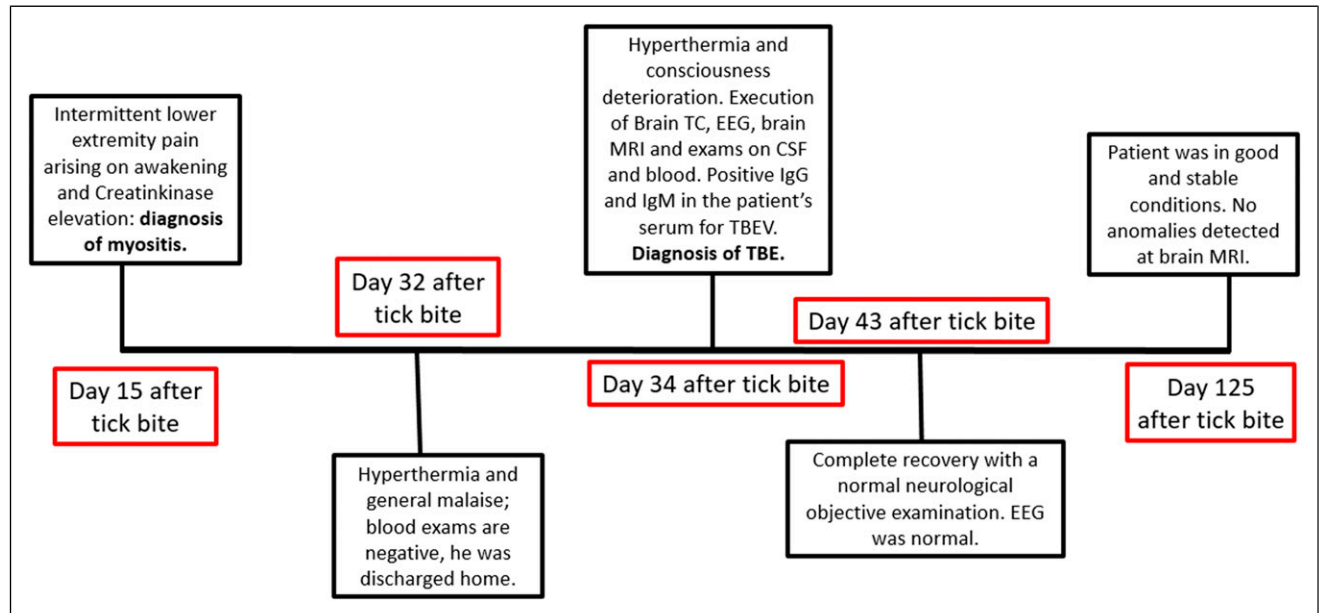 Intermittent lower
extremity pain
arising on awakening
and Creatinkinase
elevation: diagnosis
of myositis.
Day 15 after
tick bite
Day 32 after
tick bite
Hyperthermia and
general malaise;
blood exams are
negative, he was
discharged home.
Hyperthermia and
consciousness
deterioration. Execution
of Brain TC, EEG, brain
MRI and exams on CSF
and blood. Positive IgG
and IgM in the patient's
serum for TBEV.
Diagnosis of TBE.
Day 34 after tick bite
Day 43 after tick bite
Complete recovery with a
normal neurological
objective examination. EEG
was normal.
Patient was in good
and stable
conditions. No
anomalies detected
at brain MRI.
Day 125
after tick bite